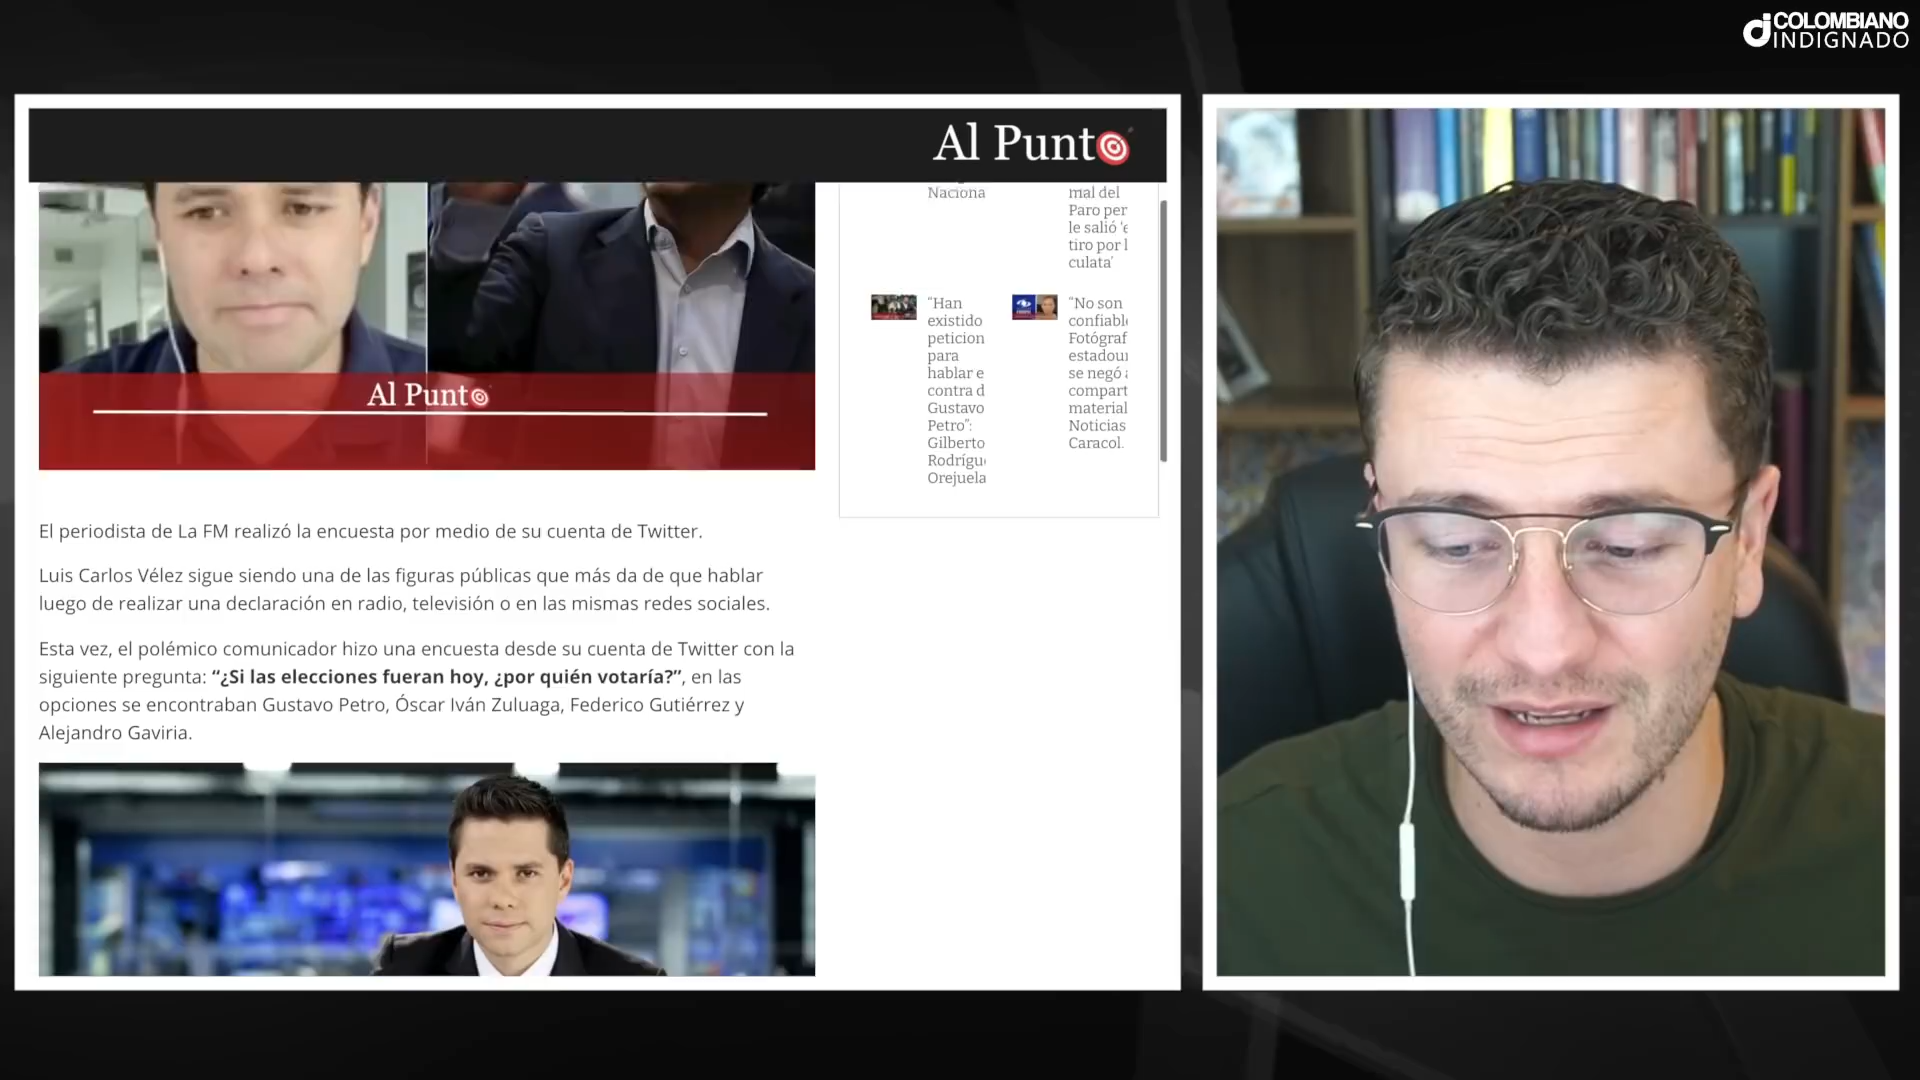 COLOMBIANO
INDIGNADO
Al Punto
Al Punto
El periodista de La FM realizó la encuesta por medio de su cuenta de Twitter.
Luis Carlos Vélez sigue siendo una de las figuras públicas que más da de que hablar
luego de realizar una declaración en radio, televisión o en las mismas redes sociales.
Esta vez, el polémico comunicador hizo una encuesta desde su cuenta de Twitter con la
siguiente pregunta: “¿Si las elecciones fueran hoy, ¿por quién votaría?”, en las
opciones se encontraban Gustavo Petro, Óscar Iván Zuluaga, Federico Gutiérrez y
Alejandro Gaviria.
Naciona
mal del
Paro per
le salió ‘e
tiro por l
culata’
“Han
existido
peticion
para
hablar e
contra d
Gustavo
Petro”:
Gilberto
Rodrígu
Orejuela
“No son
confiabl
Fotógraf
estadou
se negó a
compart
material
Noticias
Caracol.